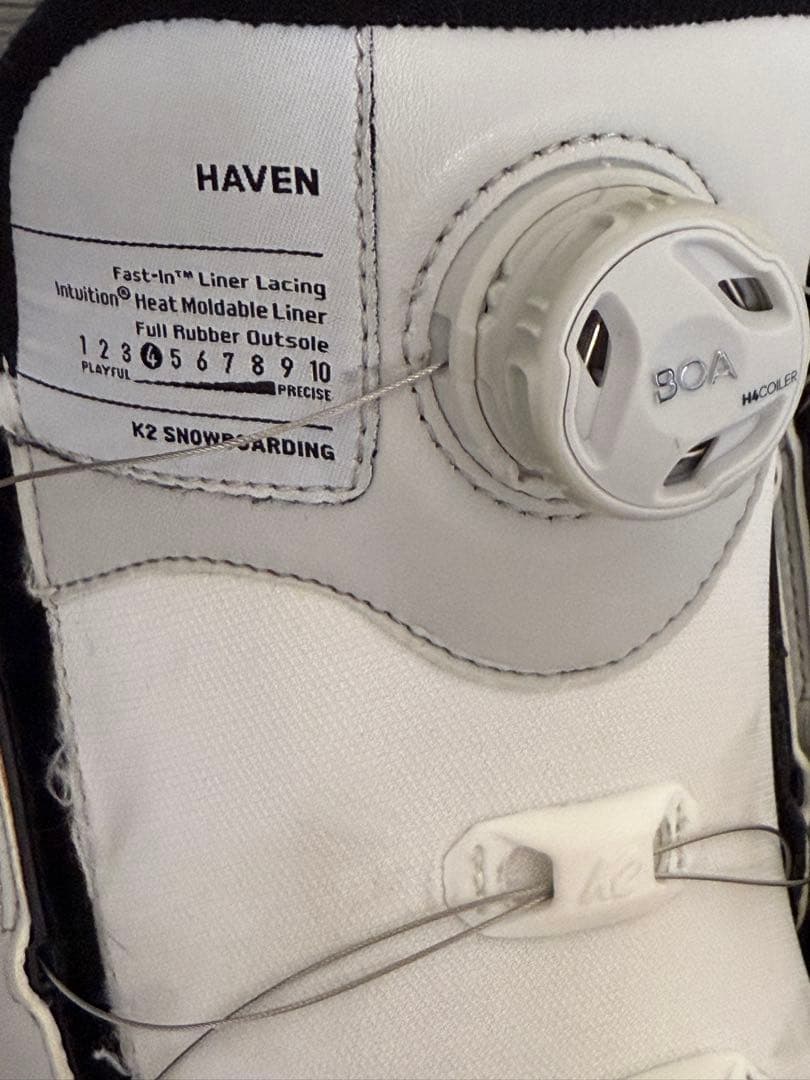 HAVEN
Fast-In™ Liner Lacing
Intuition® Heat Moldable Liner
Full Rubber Outsole
1 2 3 4 5 6 7 8 9 10
PLAYFUL PRECISE
K2 SNOWBOARDING
BOA
H4COILER